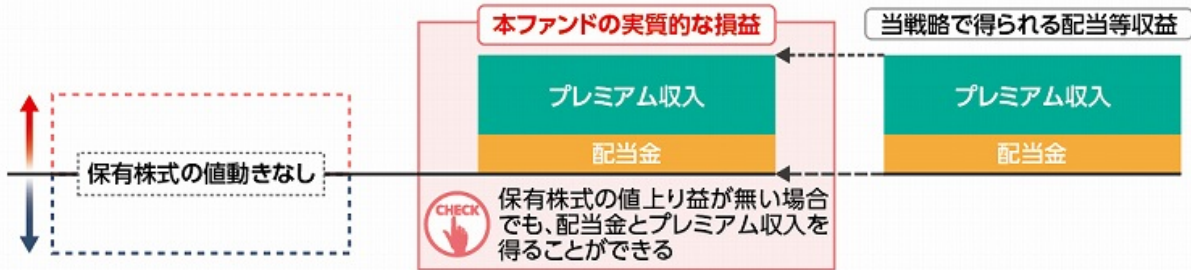 本ファンドの実質的な損益
当戦略で得られる配当等収益
プレミアム収入
プレミアム収入
配当金
配当金
保有株式の値動きなし
CHECK
保有株式の値上り益が無い場合
でも、配当金とプレミアム収入を
得ることができる